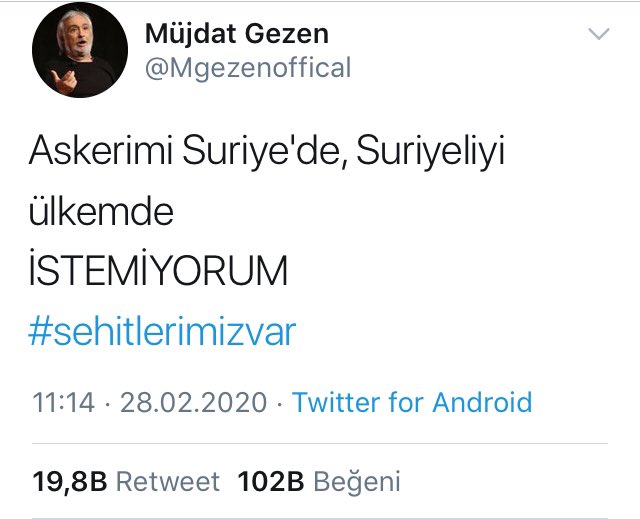 Müjdat Gezen
@Mgezenoffical
Askerimi Suriye'de, Suriyeliyi
ülkemde
İSTEMİYORUM
#sehitlerimizvar
11:14 · 28.02.2020 · Twitter for Android
19,8B Retweet 102B Beğeni